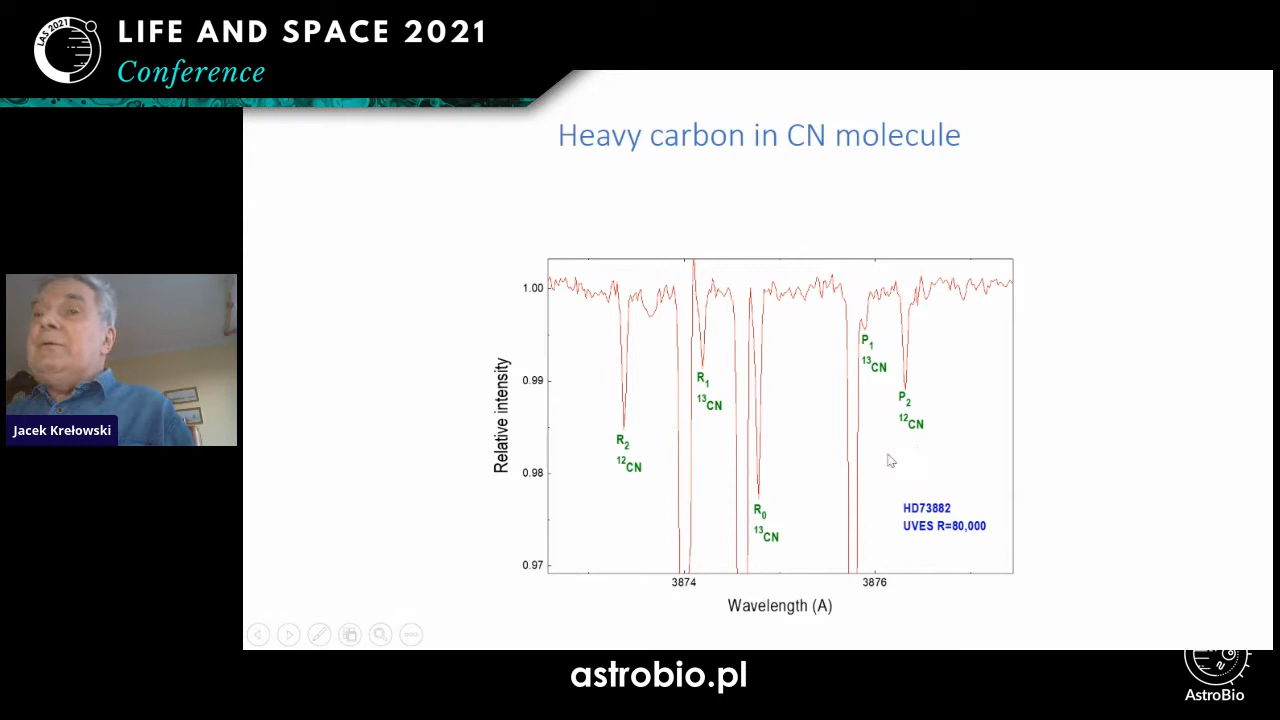 LAS 2021
LIFE AND SPACE 2021
Conference
Heavy carbon in CN molecule
1.00
0.99
0.98
0.97
Relative intensity
R2
12CN
R1
13CN
R0
13CN
P1
13CN
P2
12CN
HD73882
UVES R=80,000
3874
3876
Wavelength (A)
Jacek Krełowski
astrobio.pl
AstroBio